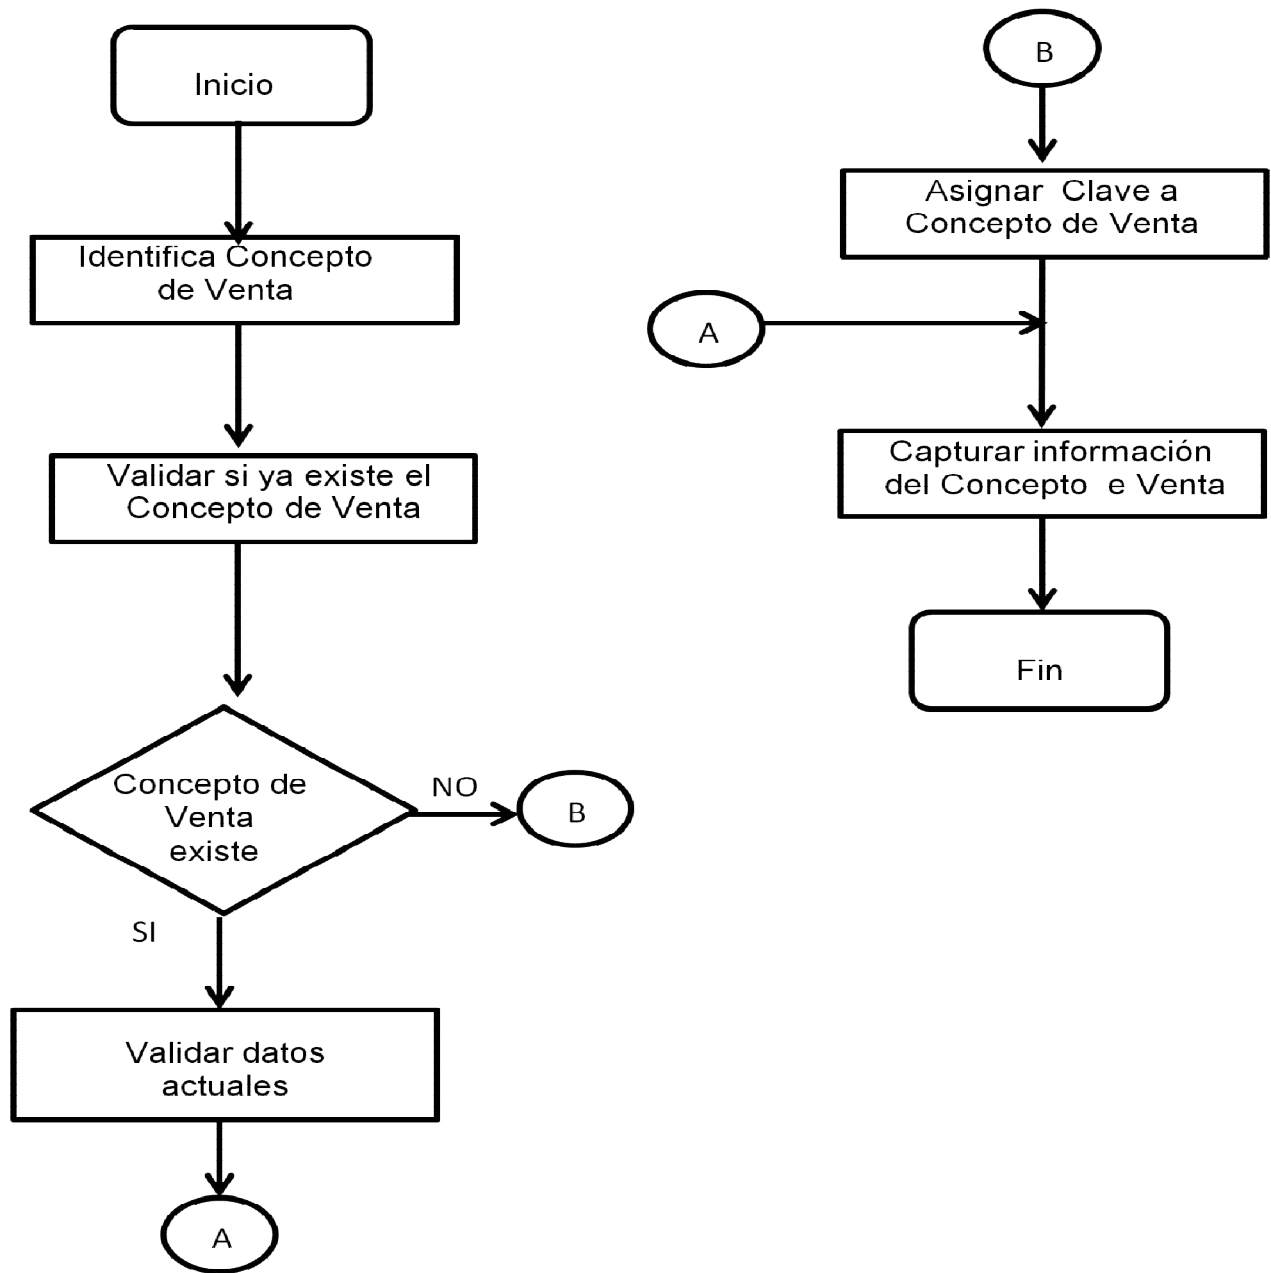 Inicio
Identifica Concepto
de Venta
Validar si ya existe el
Concepto de Venta
Concepto de
Venta
existe
NO
B
SI
Validar datos
actuales
A
B
Asignar Clave a
Concepto de Venta
A
Capturar información
del Concepto e Venta
Fin